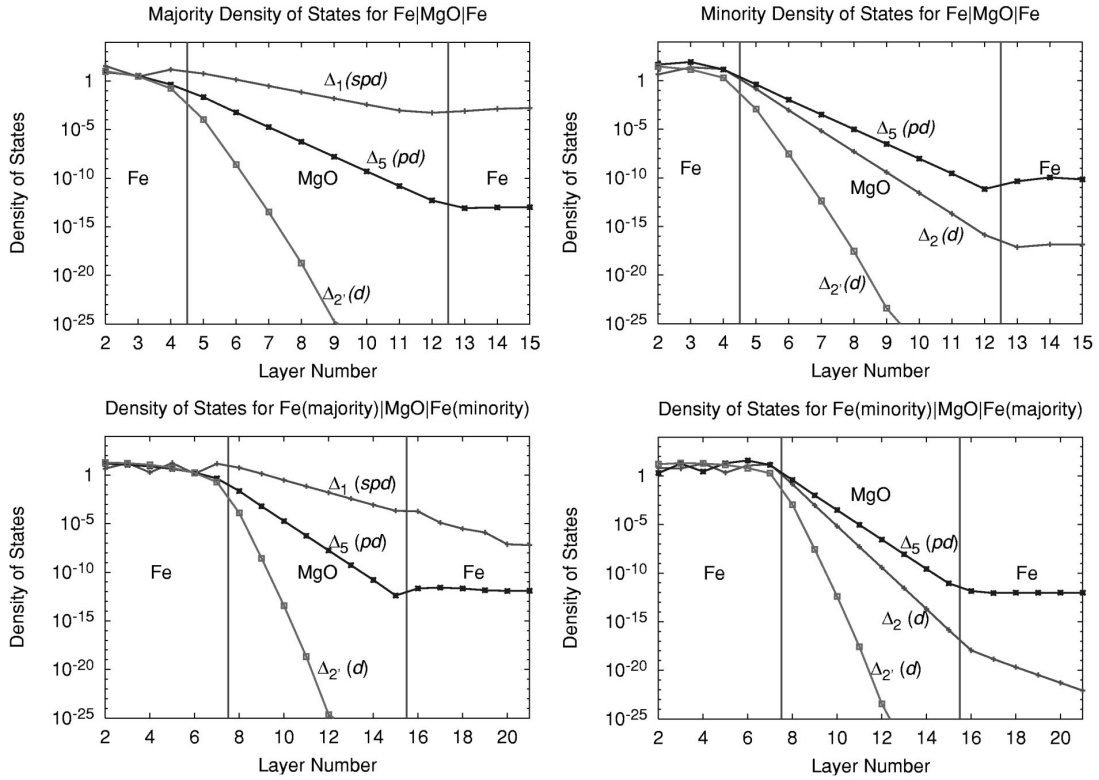 Majority Density of States for Fe|MgO|Fe
Density of States
1
10-5
10-10
10-15
10-20
10-25
Δ1(spd)
Δ5(pd)
Fe
MgO
Fe
Δ2'(d)
2 3 4 5 6 7 8 9 10 11 12 13 14 15
Layer Number
Minority Density of States for Fe|MgO|Fe
Density of States
1
10-5
10-10
10-15
10-20
10-25
Δ5(pd)
Fe
MgO
Fe
Δ2(d)
Δ2'(d)
2 3 4 5 6 7 8 9 10 11 12 13 14 15
Layer Number
Density of States for Fe(majority)|MgO|Fe(minority)
Density of States
1
10-5
10-10
10-15
10-20
10-25
Δ1 (spd)
Δ5 (pd)
Fe
MgO
Fe
Δ2' (d)
2 4 6 8 10 12 14 16 18 20
Layer Number
Density of States for Fe(minority)|MgO|Fe(majority)
Density of States
1
10-5
10-10
10-15
10-20
10-25
MgO
Δ5 (pd)
Fe
Fe
Δ2 (d)
Δ2' (d)
2 4 6 8 10 12 14 16 18 20
Layer Number